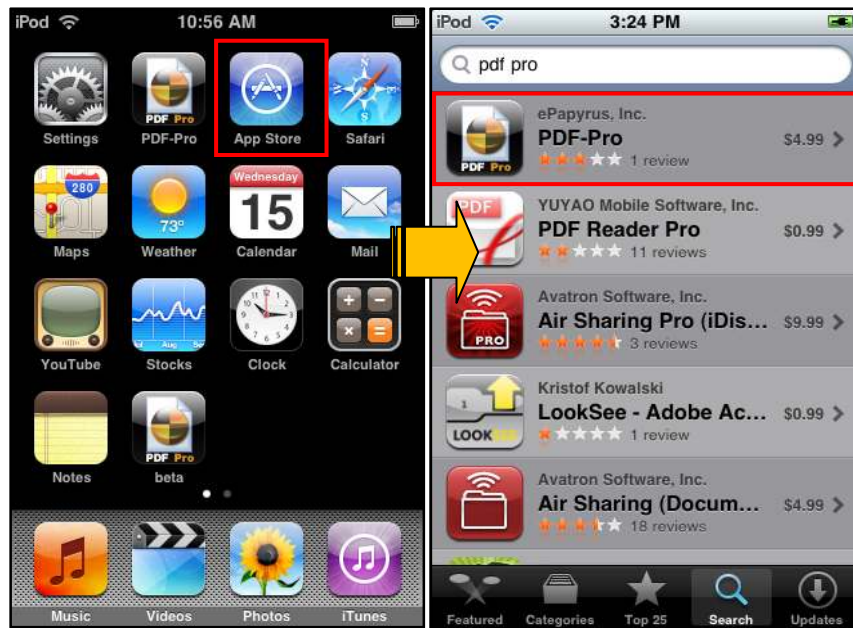 iPod 10:56 AM
PDF Pro
Settings PDF-Pro App Store Safari
280 73° Wednesday 15
Maps Weather Calendar Mail
YouTube Stocks Clock Calculator
PDF Pro
Notes beta
Music Videos Photos iTunes
iPod 3:24 PM
pdf pro
ePapyrus, Inc.
PDF-Pro $4.99
1 review
PDF Pro
YUYAO Mobile Software, Inc.
PDF
PDF Reader Pro $0.99
11 reviews
Avatron Software, Inc.
Air Sharing Pro (iDis... $9.99
PRO
3 reviews
Kristof Kowalski
LookSee - Adobe Ac... $0.99
LOOKSEE 1 review
Avatron Software, Inc.
Air Sharing (Docum... $4.99
18 reviews
Featured Categories Top 25 Search Updates